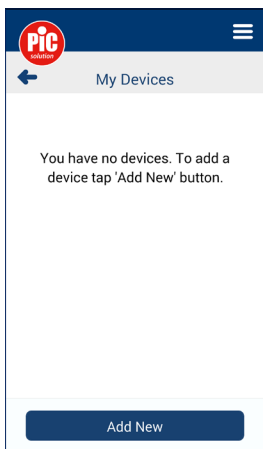 PiC
solution
My Devices
You have no devices. To add a
device tap 'Add New' button.
Add New